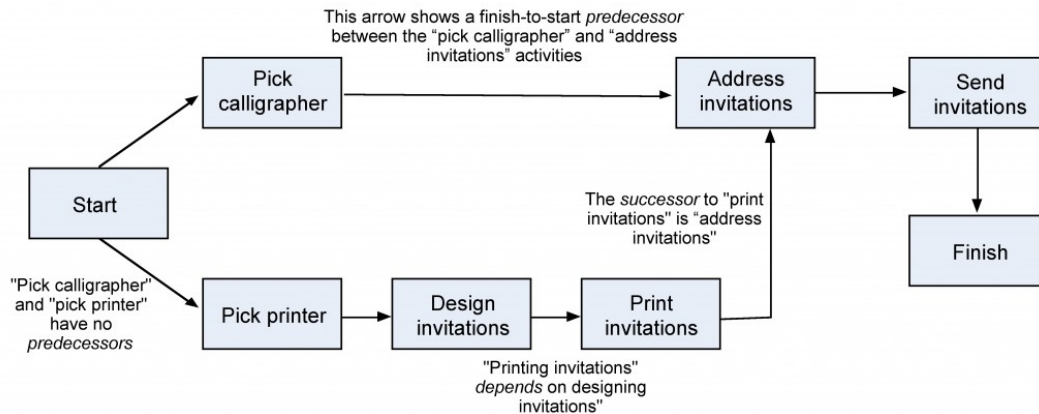 This arrow shows a finish-to-start predecessor
between the “pick calligrapher” and “address
invitations” activities
Pick
calligrapher
Address
invitations
Send
invitations
Start
The successor to "print
invitations" is “address
invitations"
Finish
"Pick calligrapher"
and "pick printer"
have no
predecessors
Pick printer
Design
invitations
Print
invitations
"Printing invitations"
depends on designing
invitations"